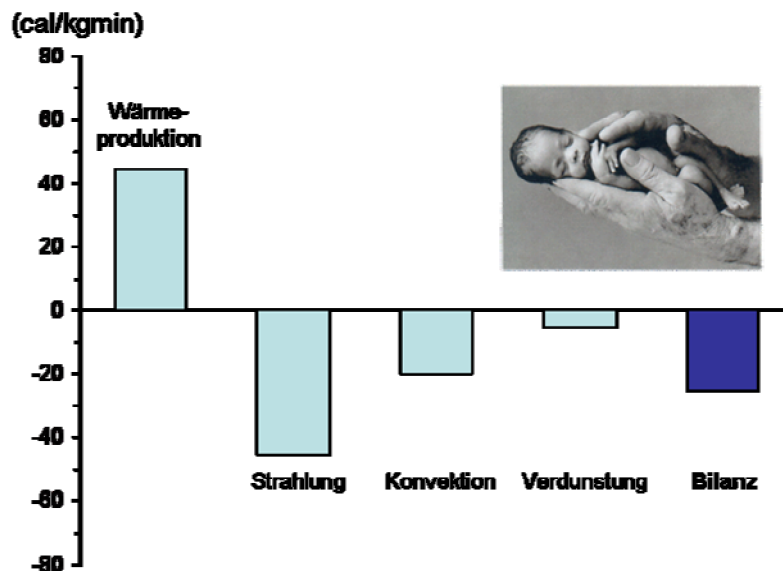 (cal/kgmin)
80
60
40
20
0
-20
-40
-60
-80
Wärme-
produktion
Strahlung Konvektion Verdunstung Bilanz